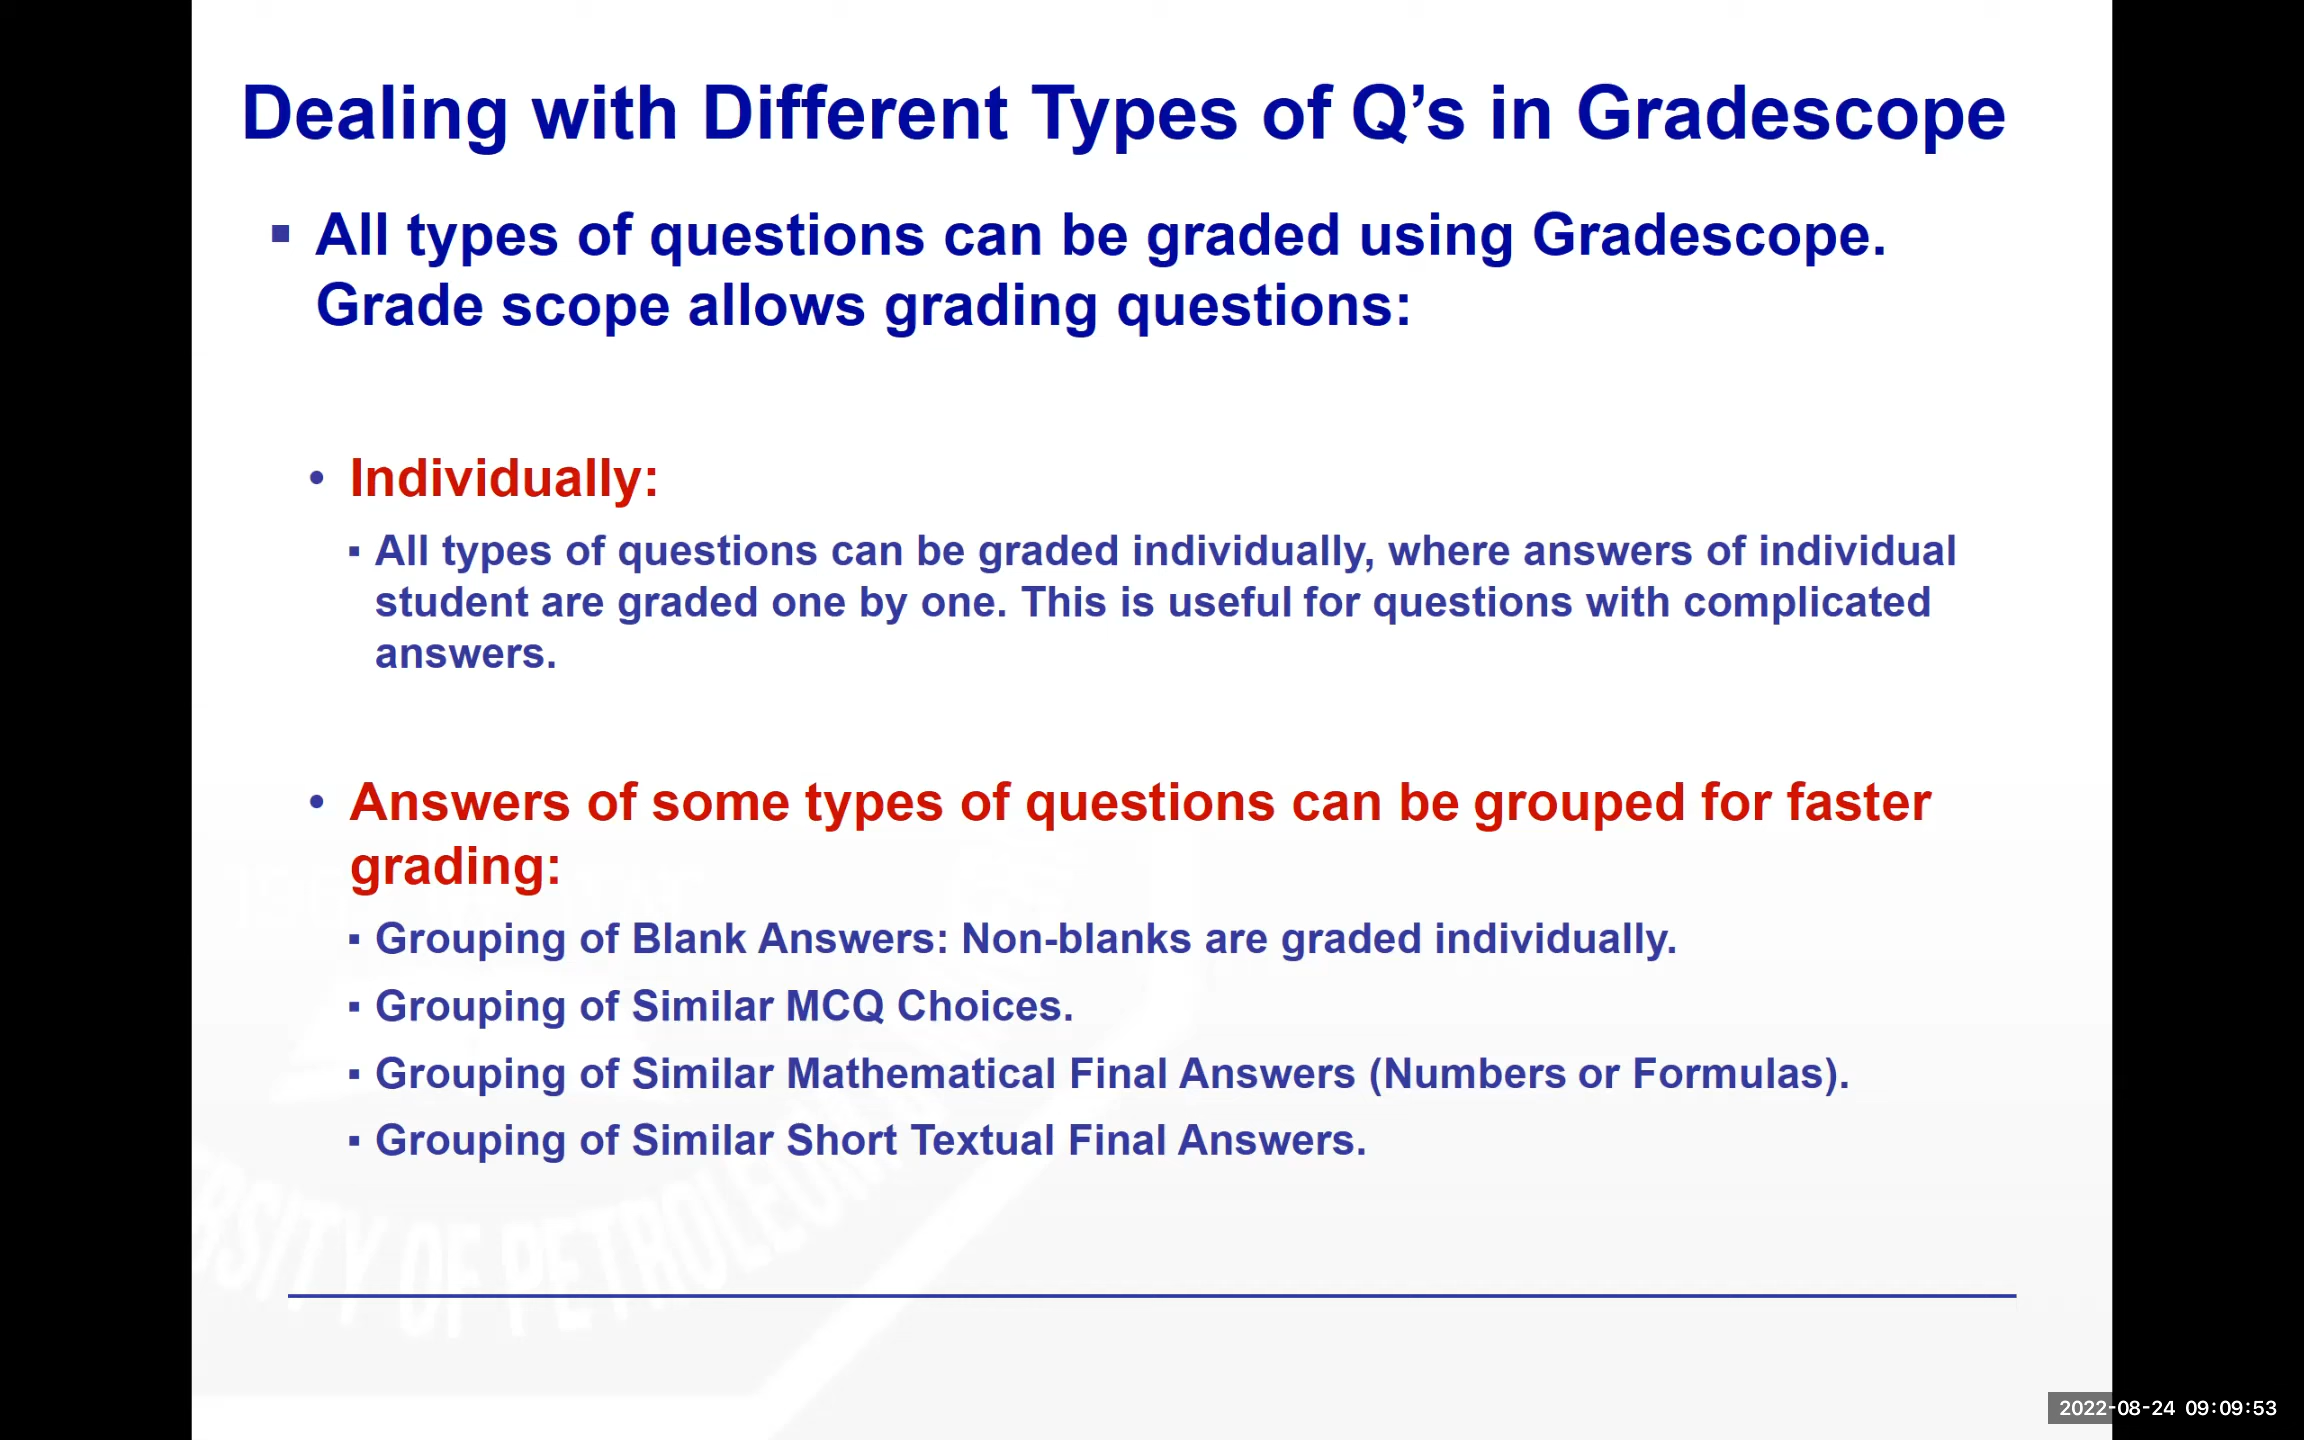 Dealing with Different Types of Q’s in Gradescope
▪ All types of questions can be graded using Gradescope.
Grade scope allows grading questions:
• Individually:
▪ All types of questions can be graded individually, where answers of individual
student are graded one by one. This is useful for questions with complicated
answers.
• Answers of some types of questions can be grouped for faster
grading:
▪ Grouping of Blank Answers: Non-blanks are graded individually.
▪ Grouping of Similar MCQ Choices.
▪ Grouping of Similar Mathematical Final Answers (Numbers or Formulas).
▪ Grouping of Similar Short Textual Final Answers.
OF PETROLEUM
2022-08-24 09:09:53